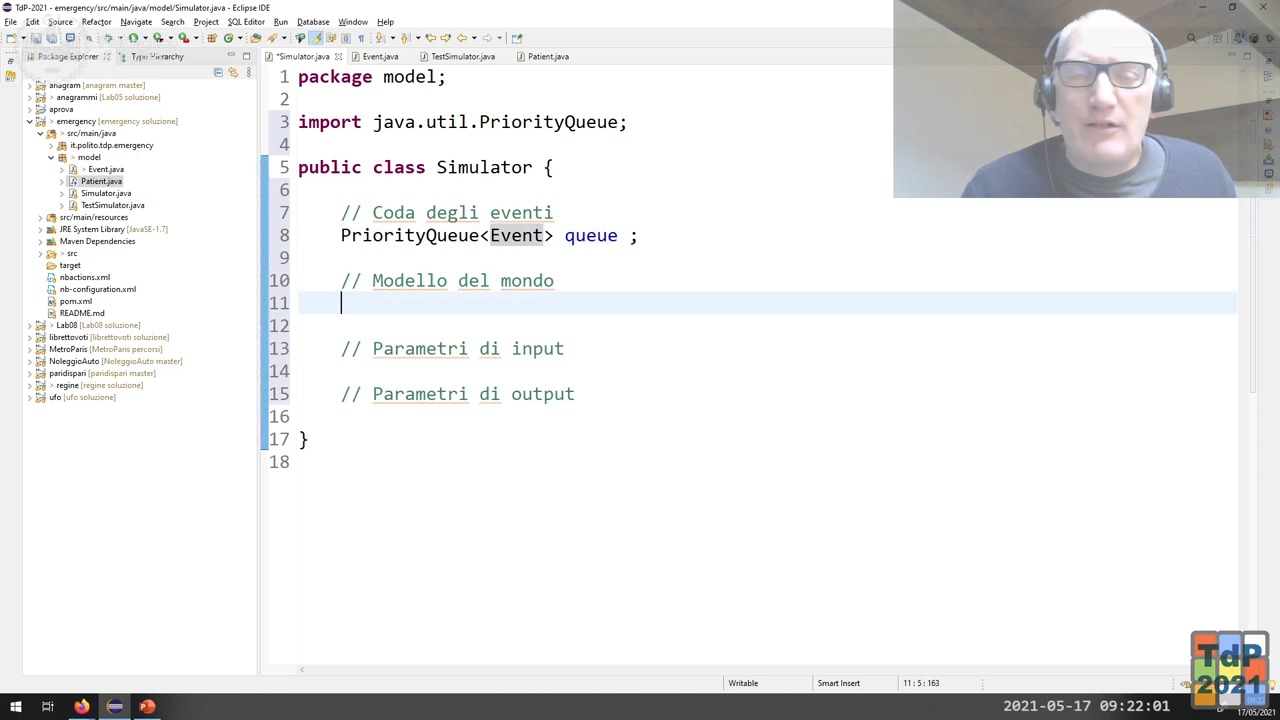 TdP-2021 - emergency/src/main/java/model/Simulator.java - Eclipse IDE
File Edit Source Refactor Navigate Search Project SQL Editor Run Database Window Help
Package Explorer Type Hierarchy
*Simulator.java Event.java TestSimulator.java Patient.java
anagram [anagram master]
> anagrammi [Lab05 soluzione]
aprova
> emergency [emergency soluzione]
> src/main/java
it.polito.tdp.emergency
> model
> Event.java
Patient.java
Simulator.java
TestSimulator.java
src/main/resources
JRE System Library [JavaSE-1.7]
Maven Dependencies
> src
target
nbactions.xml
nb-configuration.xml
pom.xml
README.md
> Lab08 [Lab08 soluzione]
librettovoti [librettovoti master]
MetroParis [MetroParis percorsi]
NoleggioAuto [NoleggioAuto master]
paridispari [paridispari master]
> regine [regine soluzione]
ufo [ufo soluzione]
1 package model;
2
3 import java.util.PriorityQueue;
4
5 public class Simulator {
6
7 // Coda degli eventi
8 PriorityQueue<Event> queue ;
9
10 // Modello del mondo
11
12
13 // Parametri di input
14
15 // Parametri di output
16
17 }
18
Writable Smart Insert 11 : 5 : 163
TdP
2021
2021-05-17 09:22:01
17/05/2021